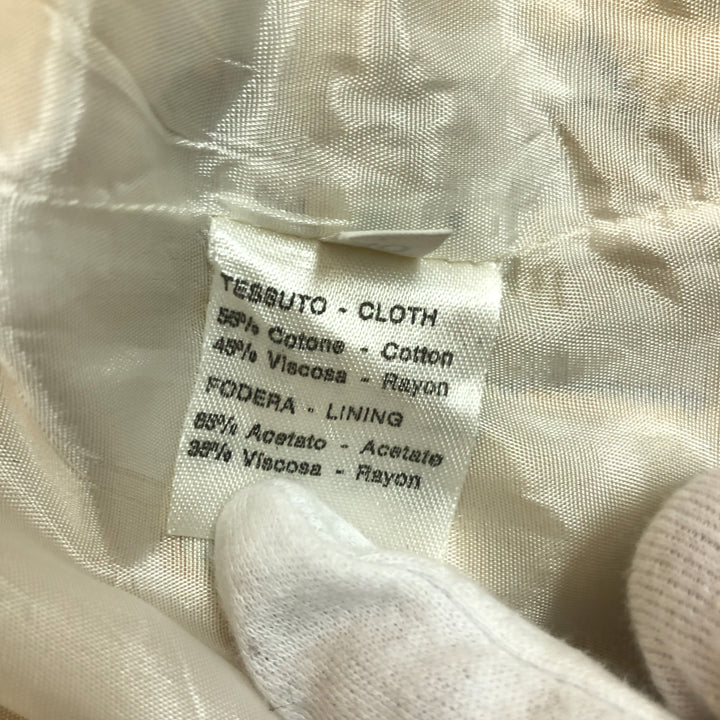 TESSUTO - CLOTH
55% Cotone - Cotton
45% Viscosa - Rayon
FODERA - LINING
65% Acetato - Acetate
35% Viscosa - Rayon